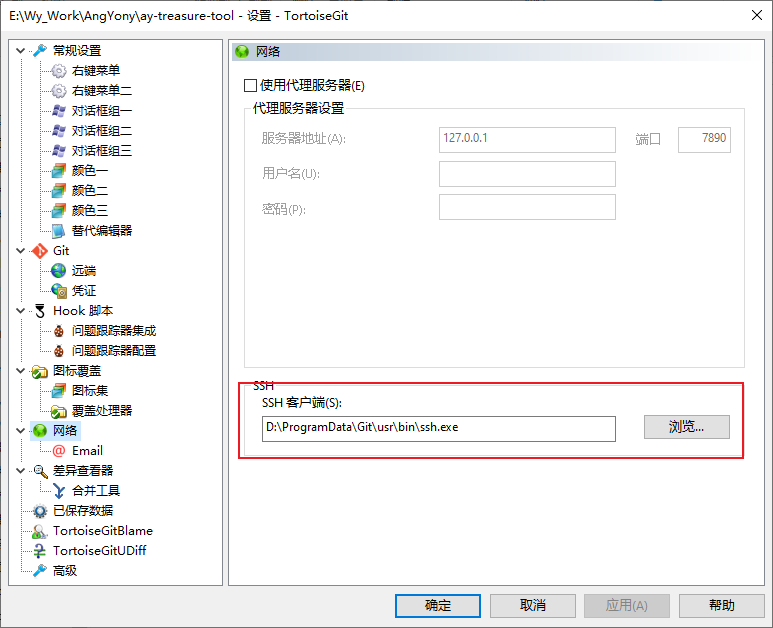 E:\Wy_Work\AngYony\ay-treasure-tool - 设置 - TortoiseGit
常规设置
右键菜单
右键菜单二
对话框组一
对话框组二
对话框组三
颜色一
颜色二
颜色三
替代编辑器
Git
远端
凭证
Hook 脚本
问题跟踪器集成
问题跟踪器配置
图标覆盖
图标集
覆盖处理器
网络
Email
差异查看器
合并工具
已保存数据
TortoiseGitBlame
TortoiseGitUDiff
高级
网络
使用代理服务器(E)
代理服务器设置
服务器地址(A): 127.0.0.1 端口 7890
用户名(U):
密码(P):
SSH
SSH 客户端(S):
D:\ProgramData\Git\usr\bin\ssh.exe 浏览...
确定 取消 应用(A) 帮助